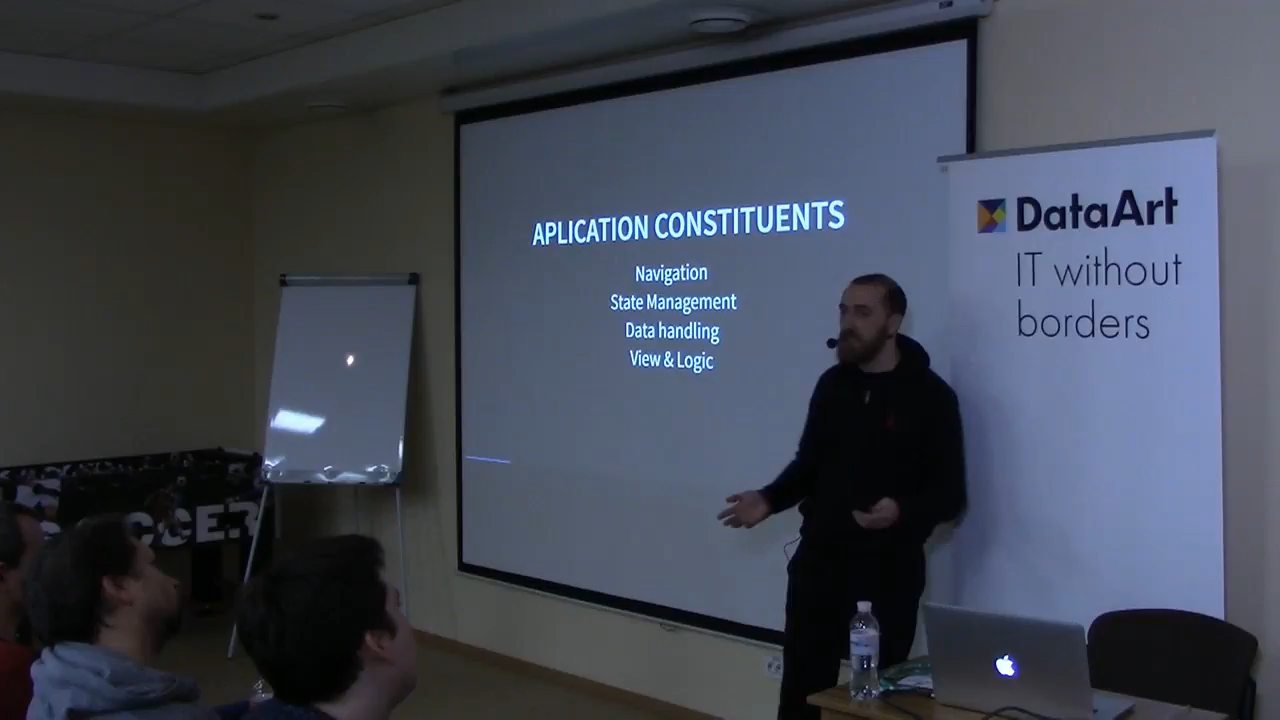 APLICATION CONSTITUENTS
Navigation
State Management
Data handling
View & Logic
DataArt
IT without
borders